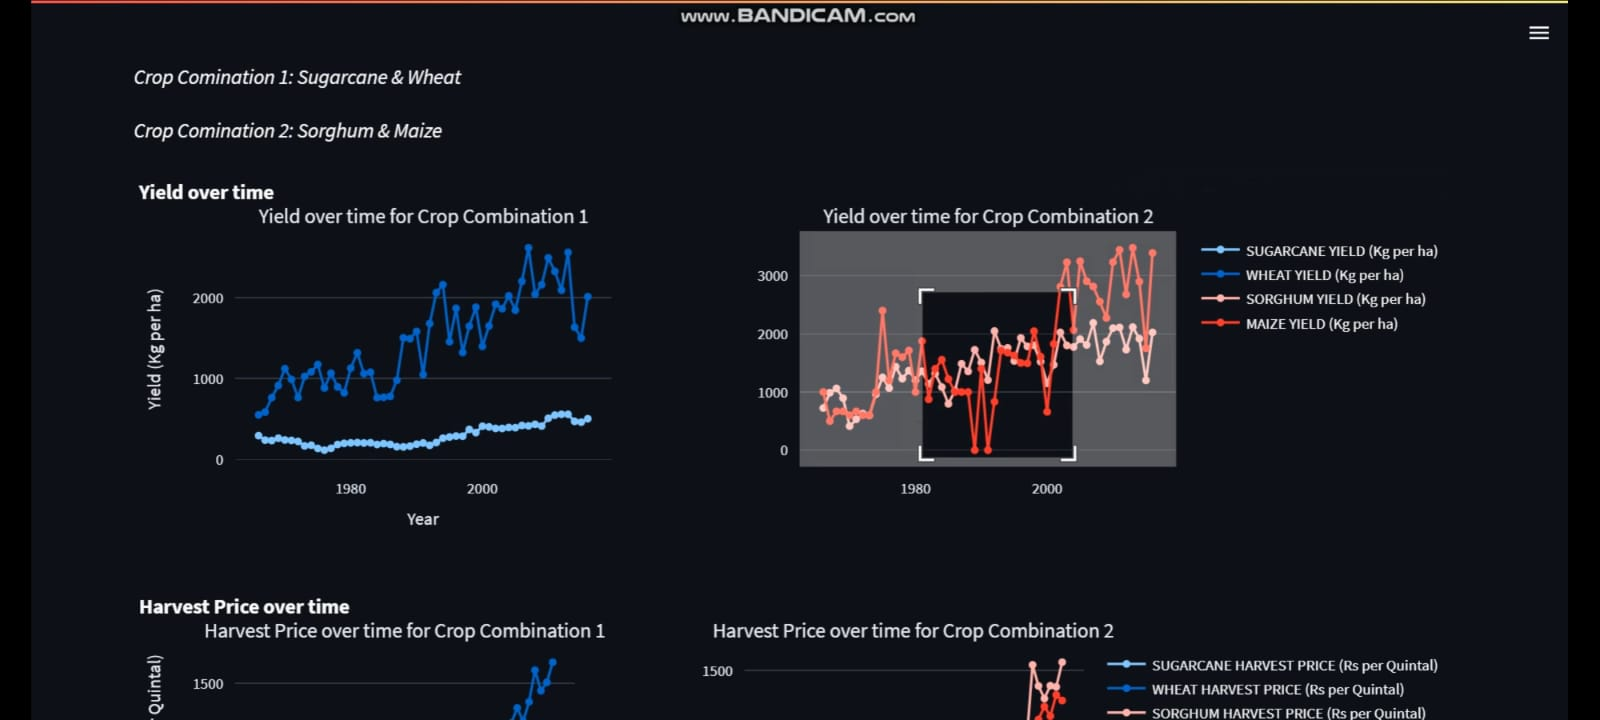 www.BANDICAM.com
Crop Comination 1: Sugarcane & Wheat
Crop Comination 2: Sorghum & Maize
Yield over time
Yield over time for Crop Combination 1
Yield (Kg per ha)
2000
1000
0
1980
2000
Year
Yield over time for Crop Combination 2
3000
2000
1000
0
1980
2000
SUGARCANE YIELD (Kg per ha)
WHEAT YIELD (Kg per ha)
SORGHUM YIELD (Kg per ha)
MAIZE YIELD (Kg per ha)
Harvest Price over time
Harvest Price over time for Crop Combination 1
Quintal)
1500
Harvest Price over time for Crop Combination 2
1500
SUGARCANE HARVEST PRICE (Rs per Quintal)
WHEAT HARVEST PRICE (Rs per Quintal)
SORGHUM HARVEST PRICE (Rs per Quintal)